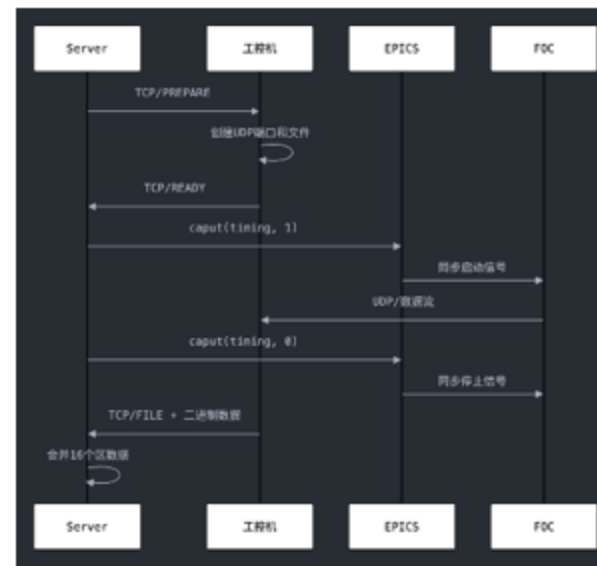 Server 工控机 EPICS FOC
TCP/PREPARE
创建UDP端口和文件
TCP/READY
caput(timing, 1)
同步启动信号
UDP/数据流
caput(timing, 0)
同步停止信号
TCP/FILE + 二进制数据
合并16个区数据
Server 工控机 EPICS FOC